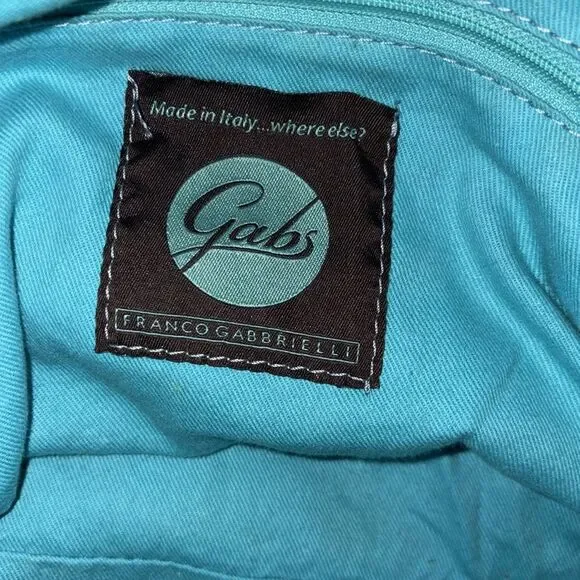 Made in Italy...where else?
Gabs
FRANCO GABBRIELLI